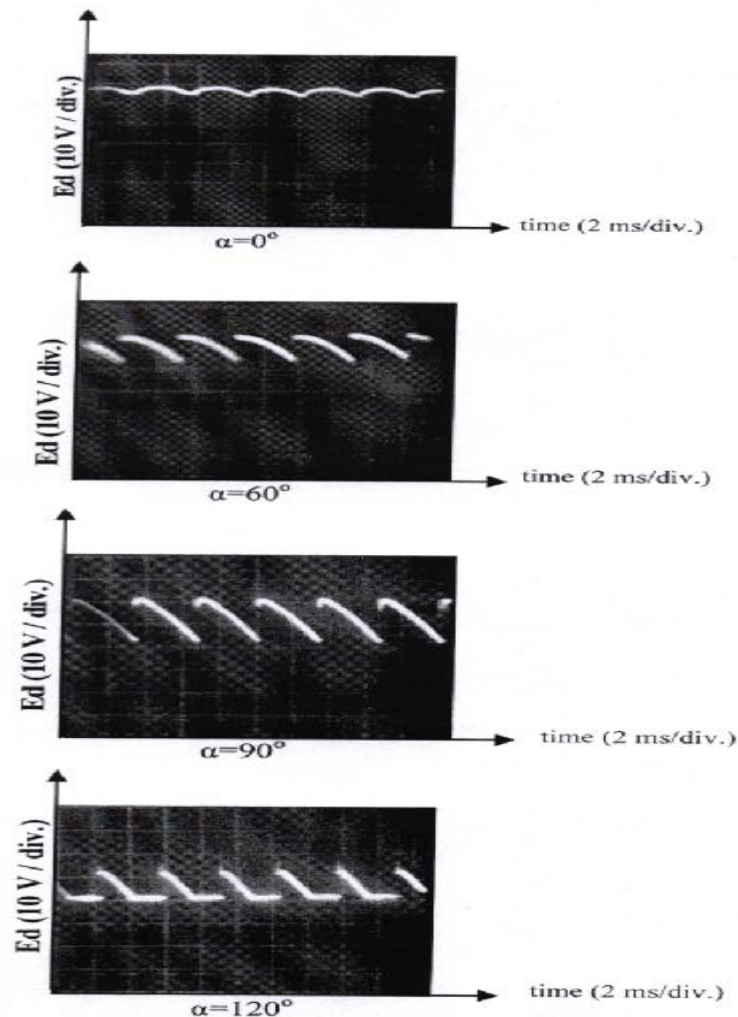 Ed (10 V / div.)
time (2 ms/div.)
α=0°
Ed (10 V / div.)
time (2 ms/div.)
α=60°
Ed (10 V / div.)
time (2 ms/div.)
α=90°
Ed (10 V / div.)
time (2 ms/div.)
α=120°